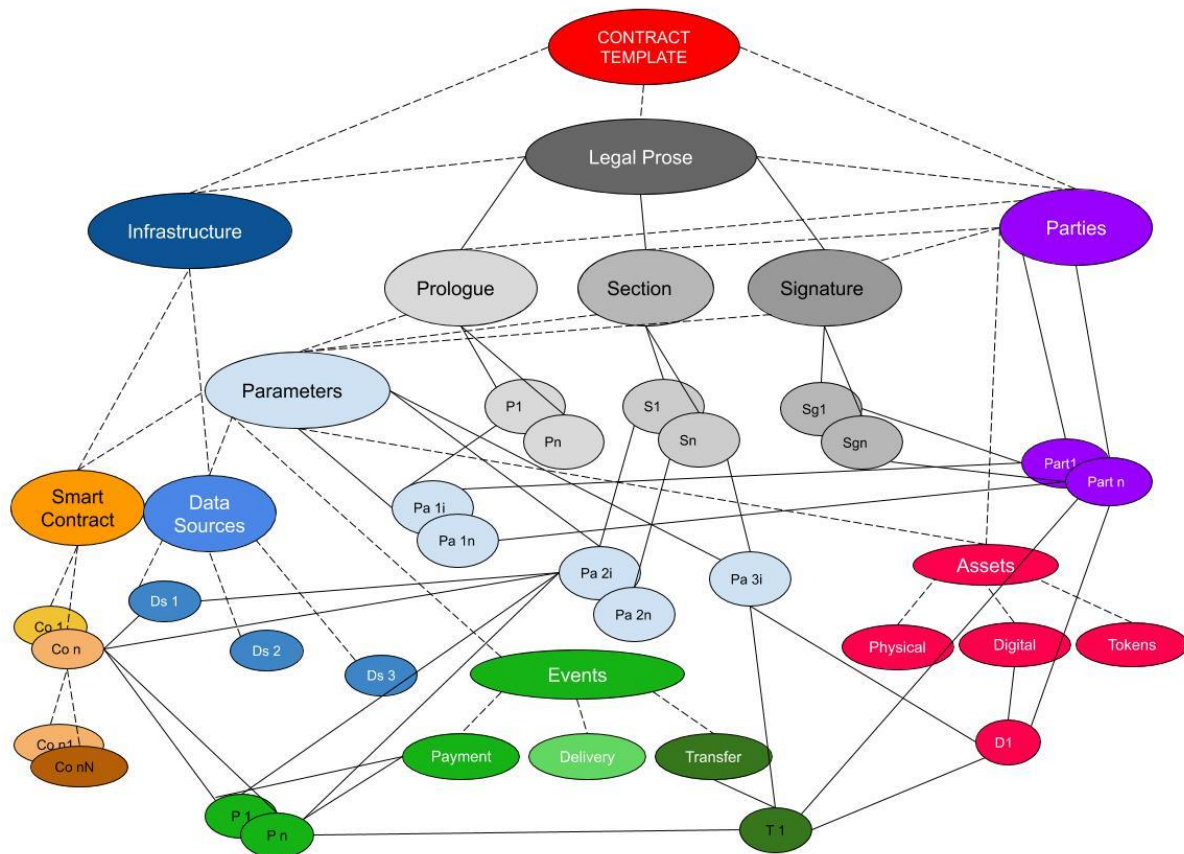 CONTRACT
TEMPLATE
Legal Prose
Infrastructure
Parties
Prologue
Section
Signature
Parameters
P1
Pn
S1
Sn
Sg1
Sgn
Part1
Part n
Smart
Contract
Data
Sources
Pa 1i
Pa 1n
Pa 2i
Pa 2n
Pa 3i
Assets
Physical
Digital
Tokens
Ds 1
Ds 2
Ds 3
Co 1
Co n
Co n1
Co nN
Events
Payment
Delivery
Transfer
D1
P 1
P n
T 1